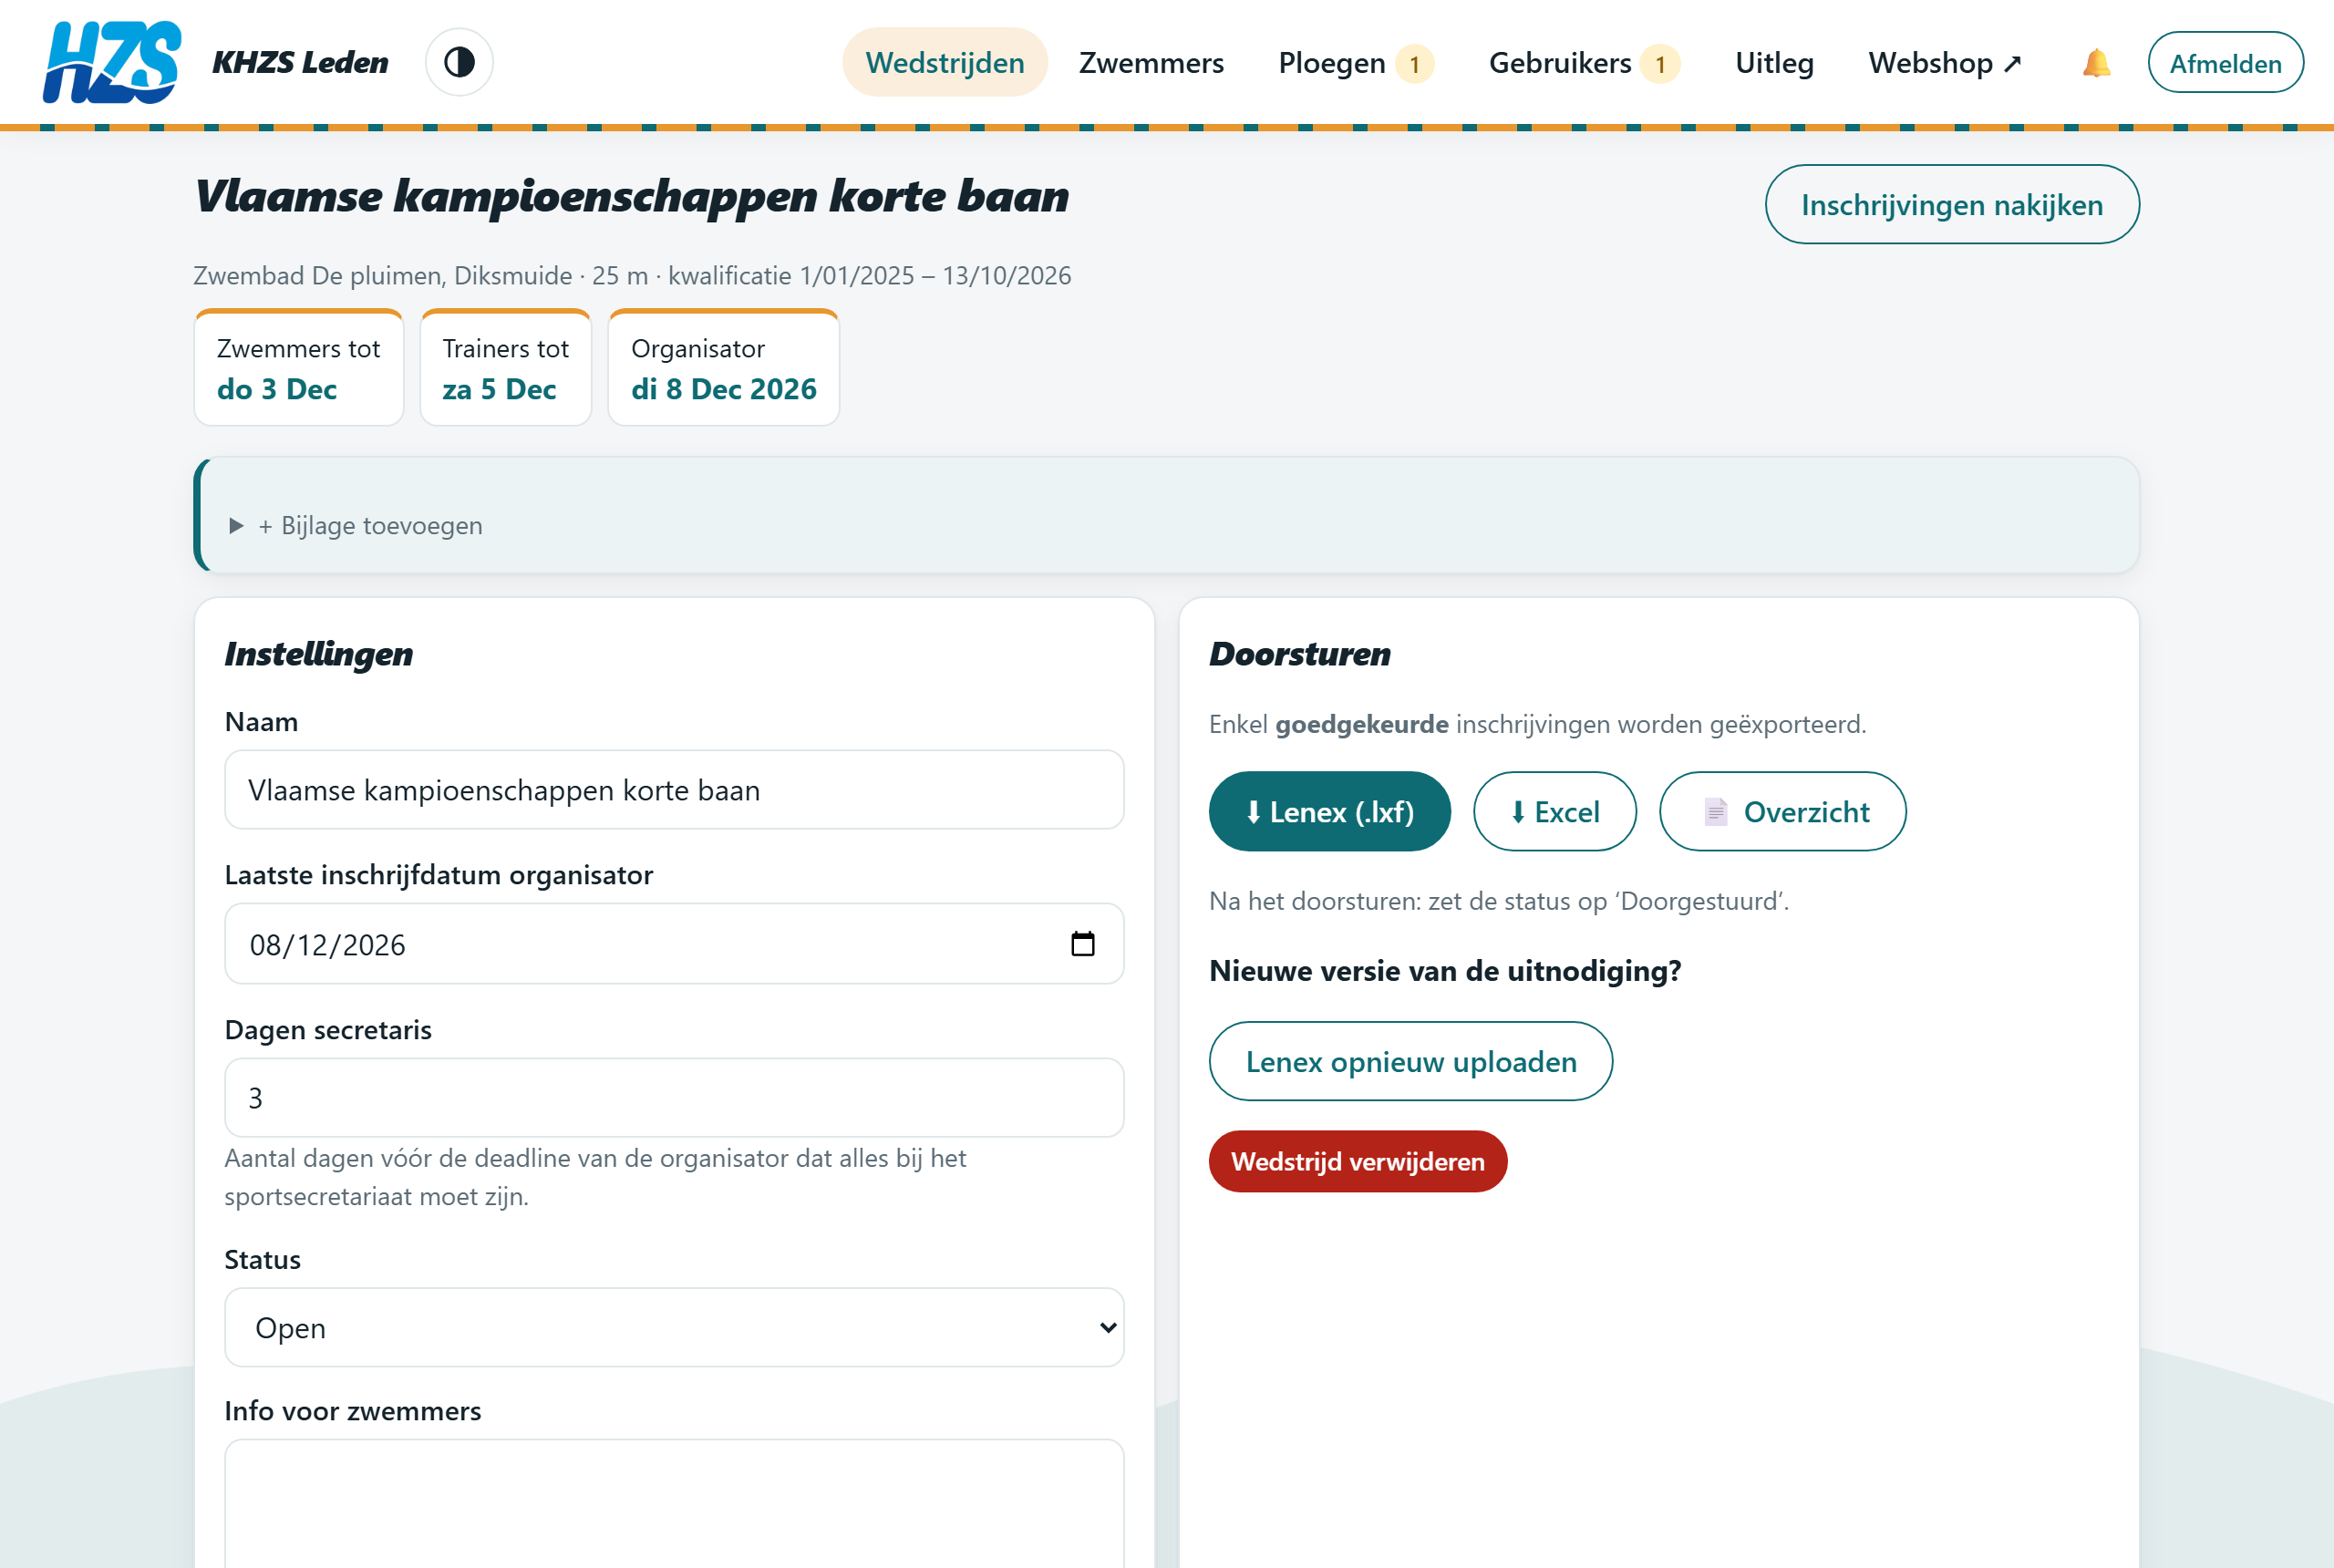 HZS
KHZS Leden
Wedstrijden
Zwemmers
Ploegen 1
Gebruikers 1
Uitleg
Webshop ↗
Afmelden
Vlaamse kampioenschappen korte baan
Inschrijvingen nakijken
Zwembad De pluimen, Diksmuide · 25 m · kwalificatie 1/01/2025 – 13/10/2026
Zwemmers tot
do 3 Dec
Trainers tot
za 5 Dec
Organisator
di 8 Dec 2026
+ Bijlage toevoegen
Instellingen
Naam
Vlaamse kampioenschappen korte baan
Laatste inschrijfdatum organisator
08/12/2026
Dagen secretaris
3
Aantal dagen vóór de deadline van de organisator dat alles bij het
sportsecretariaat moet zijn.
Status
Open
Info voor zwemmers
Doorsturen
Enkel goedgekeurde inschrijvingen worden geëxporteerd.
⬇ Lenex (.lxf)
⬇ Excel
Overzicht
Na het doorsturen: zet de status op ‘Doorgestuurd’.
Nieuwe versie van de uitnodiging?
Lenex opnieuw uploaden
Wedstrijd verwijderen